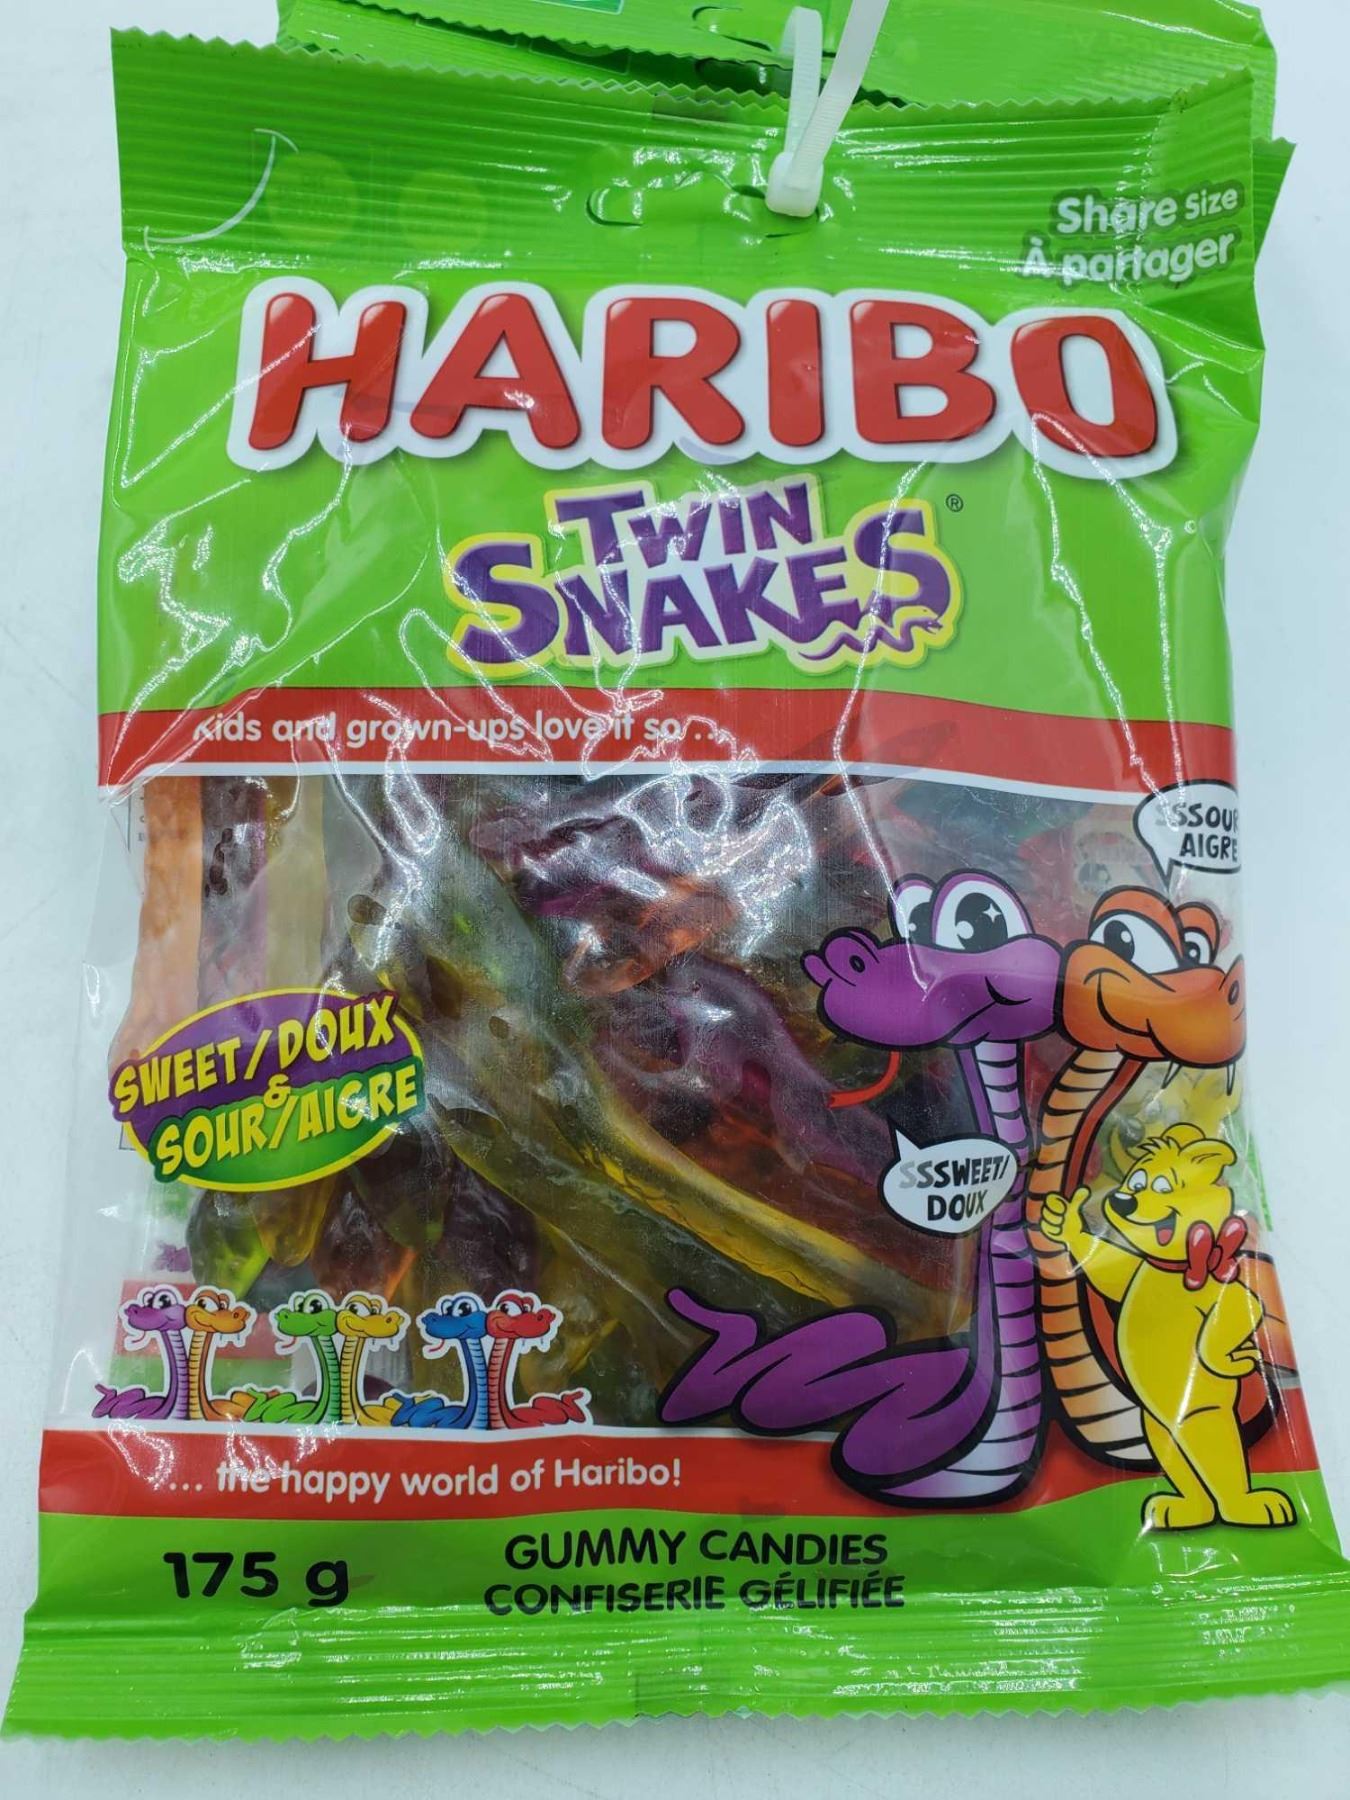 Share Size
À partager
HARIBO
TWIN
SNAKES®
Kids and grown-ups love it so ...
SSSOUR
AIGRE
SWEET/DOUX
&
SOUR/AIGRE
SSSWEET/
DOUX
... the happy world of Haribo!
175 g
GUMMY CANDIES
CONFISERIE GÉLIFIÉE